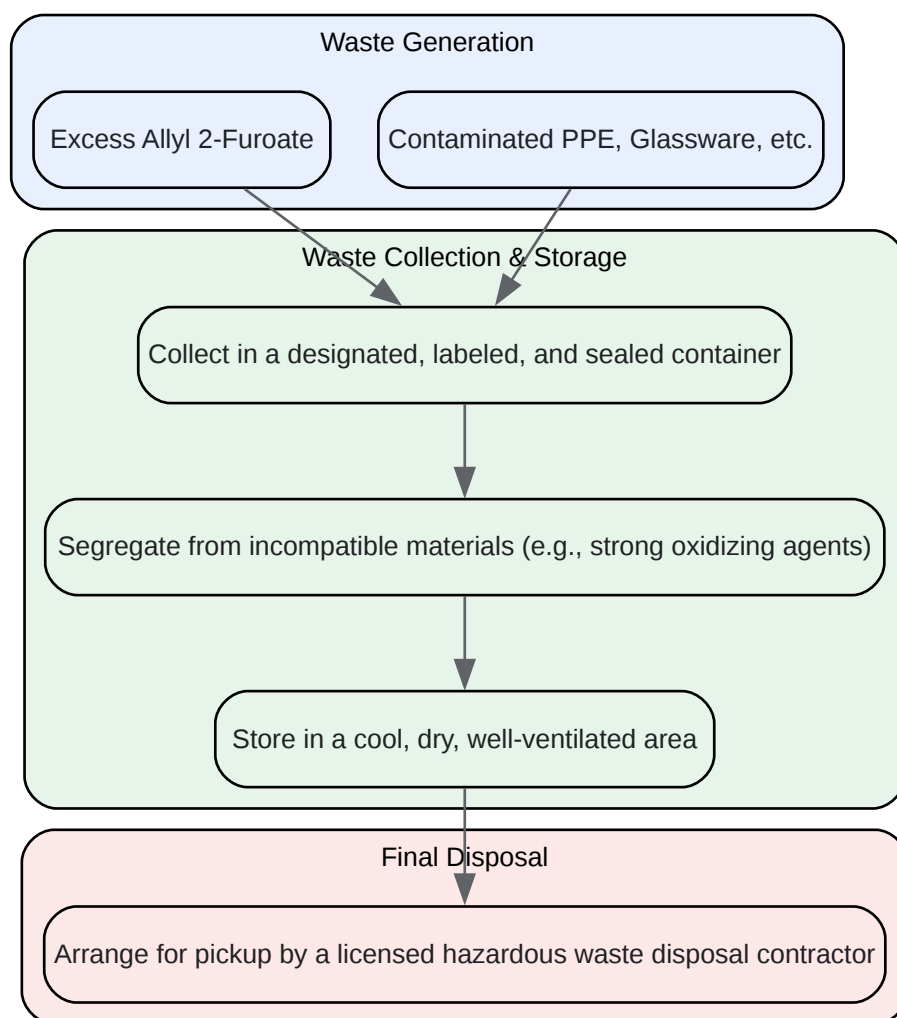 Waste Generation
Excess Allyl 2-Furoate
Contaminated PPE, Glassware, etc.
Waste Collection & Storage
Collect in a designated, labeled, and sealed container
Segregate from incompatible materials (e.g., strong oxidizing agents)
Store in a cool, dry, well-ventilated area
Final Disposal
Arrange for pickup by a licensed hazardous waste disposal contractor